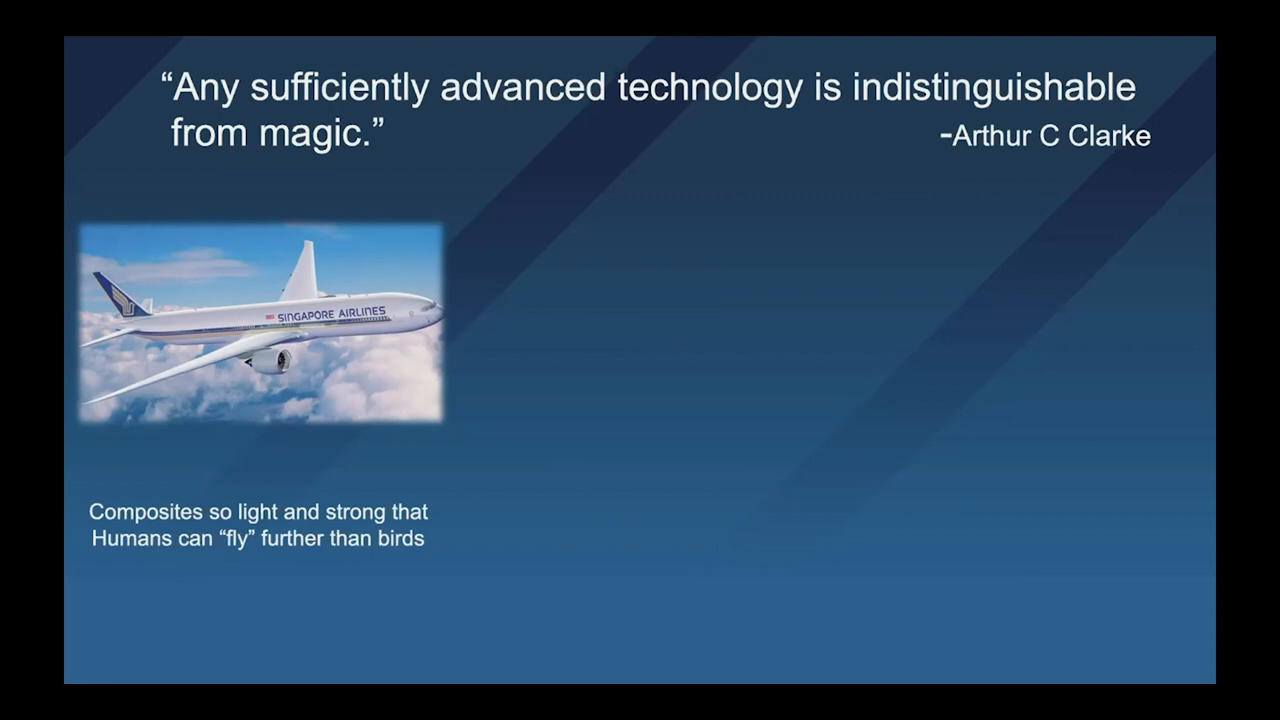 “Any sufficiently advanced technology is indistinguishable
from magic.”
-Arthur C Clarke
SINGAPORE AIRLINES
Composites so light and strong that
Humans can “fly” further than birds